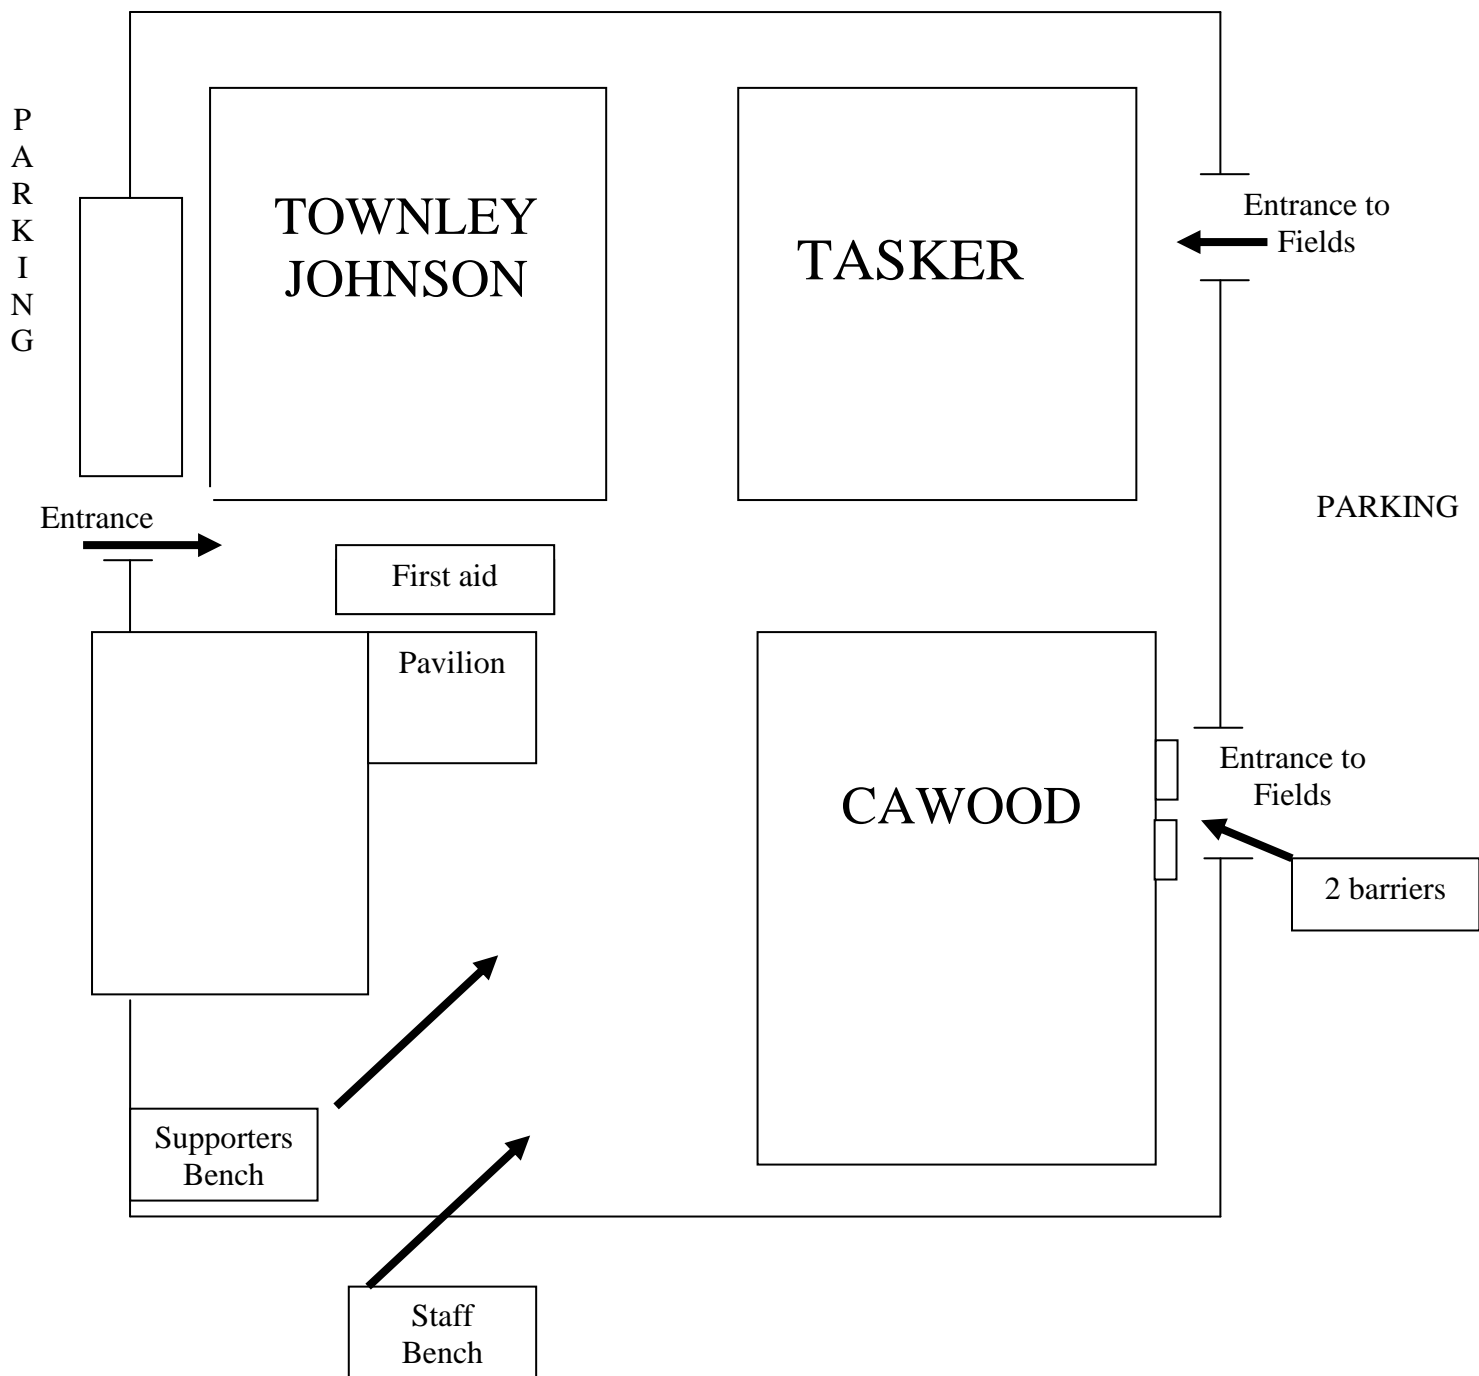 PARKING
TOWNLEY
JOHNSON
TASKER
Entrance to
Fields
Entrance
PARKING
First aid
Pavilion
CAWOOD
Entrance to
Fields
2 barriers
Supporters
Bench
Staff
Bench